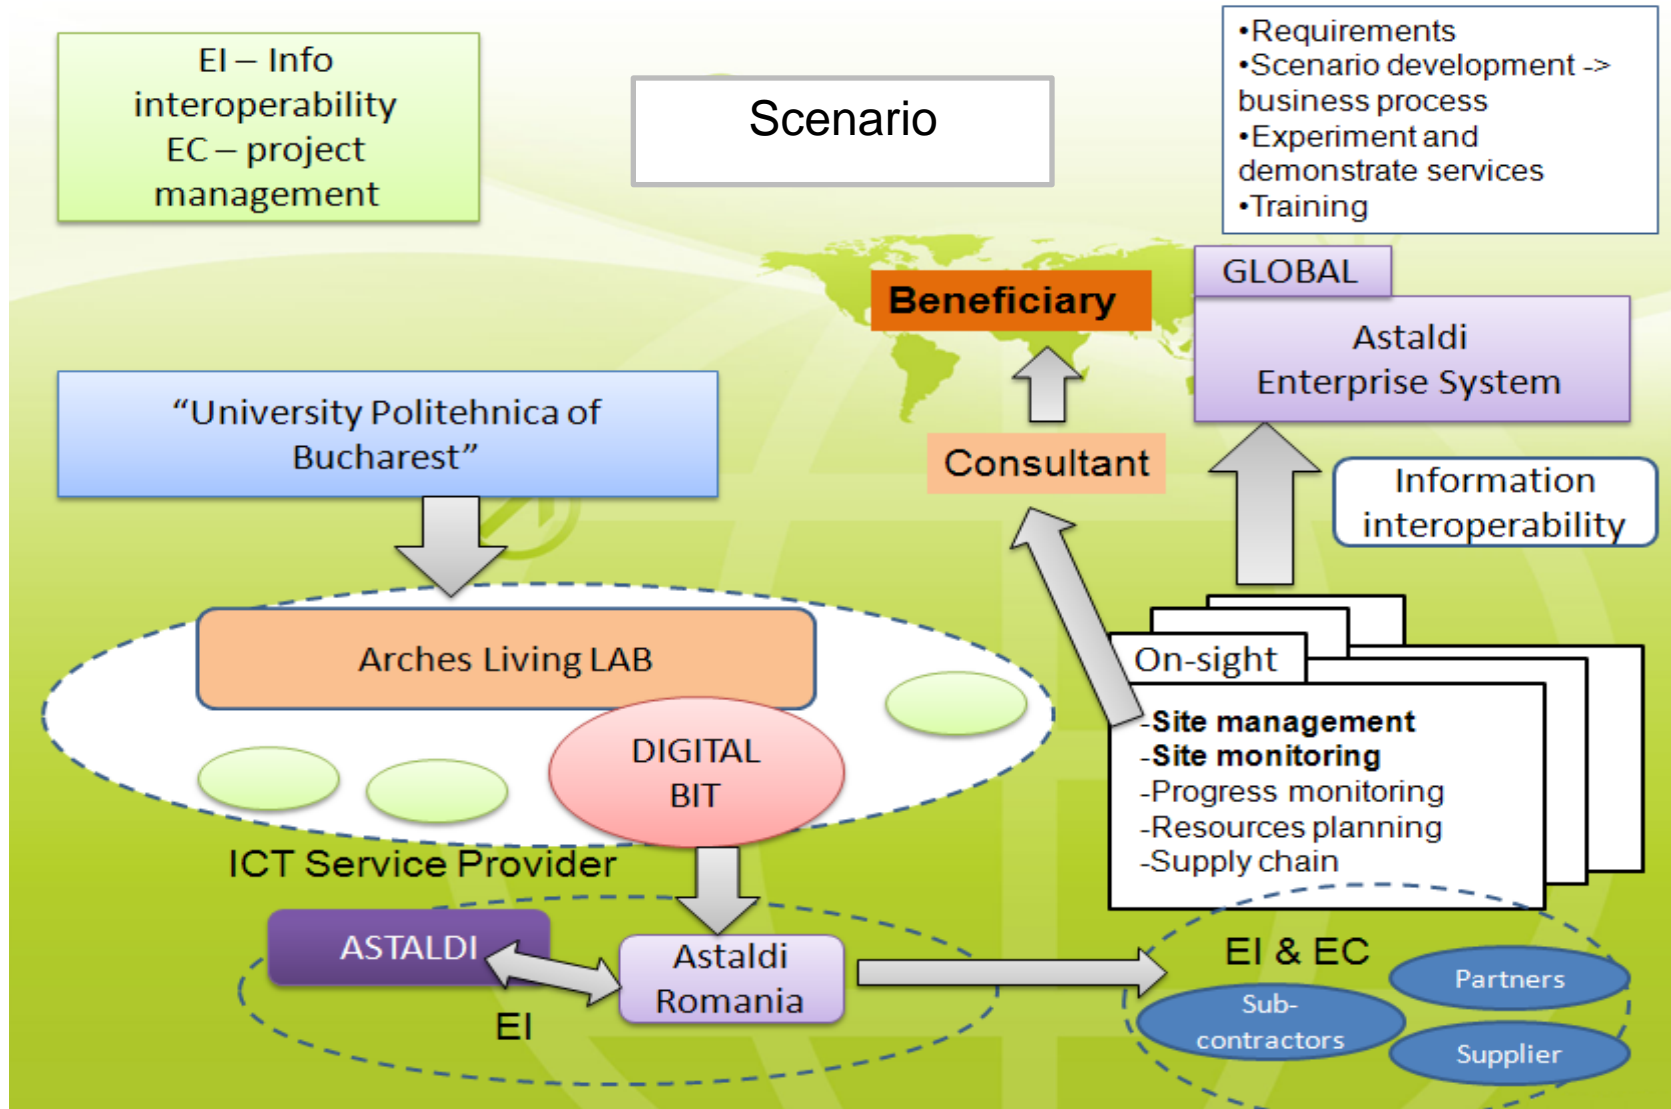 EI – Info
interoperability
EC – project
management
Scenario
•Requirements
•Scenario development ->
business process
•Experiment and
demonstrate services
•Training
GLOBAL
Beneficiary
Astaldi
Enterprise System
“University Politehnica of
Bucharest”
Consultant
Information
interoperability
Arches Living LAB
On-sight
DIGITAL
BIT
-Site management
-Site monitoring
-Progress monitoring
-Resources planning
-Supply chain
ICT Service Provider
ASTALDI
Astaldi
Romania
EI
EI & EC
Partners
Sub-
contractors
Supplier